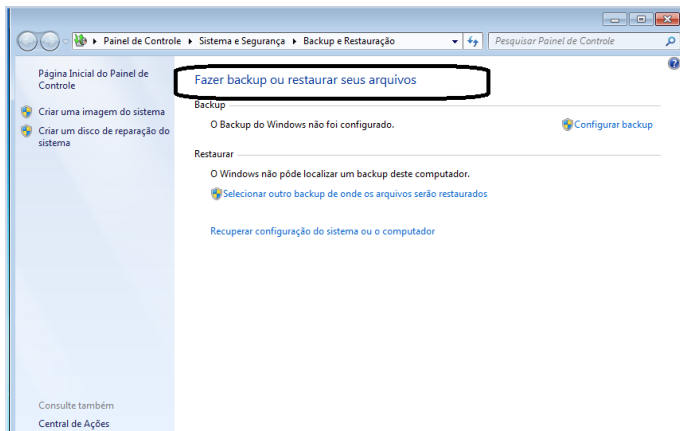 Painel de Controle ▸ Sistema e Segurança ▸ Backup e Restauração
Pesquisar Painel de Controle
Página Inicial do Painel de
Controle
Criar uma imagem do sistema
Criar um disco de reparação do
sistema
Fazer backup ou restaurar seus arquivos
Backup
O Backup do Windows não foi configurado.
Configurar backup
Restaurar
O Windows não pôde localizar um backup deste computador.
Selecionar outro backup de onde os arquivos serão restaurados
Recuperar configuração do sistema ou o computador
Consulte também
Central de Ações